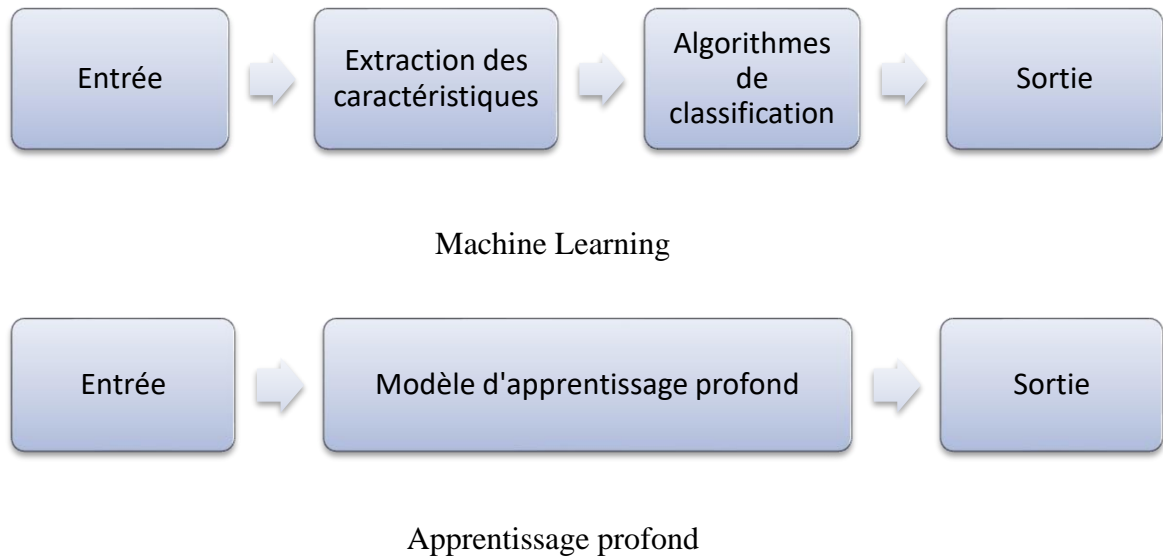 Entrée
Extraction des
caractéristiques
Algorithmes
de
classification
Sortie
Machine Learning
Entrée
Modèle d'apprentissage profond
Sortie
Apprentissage profond